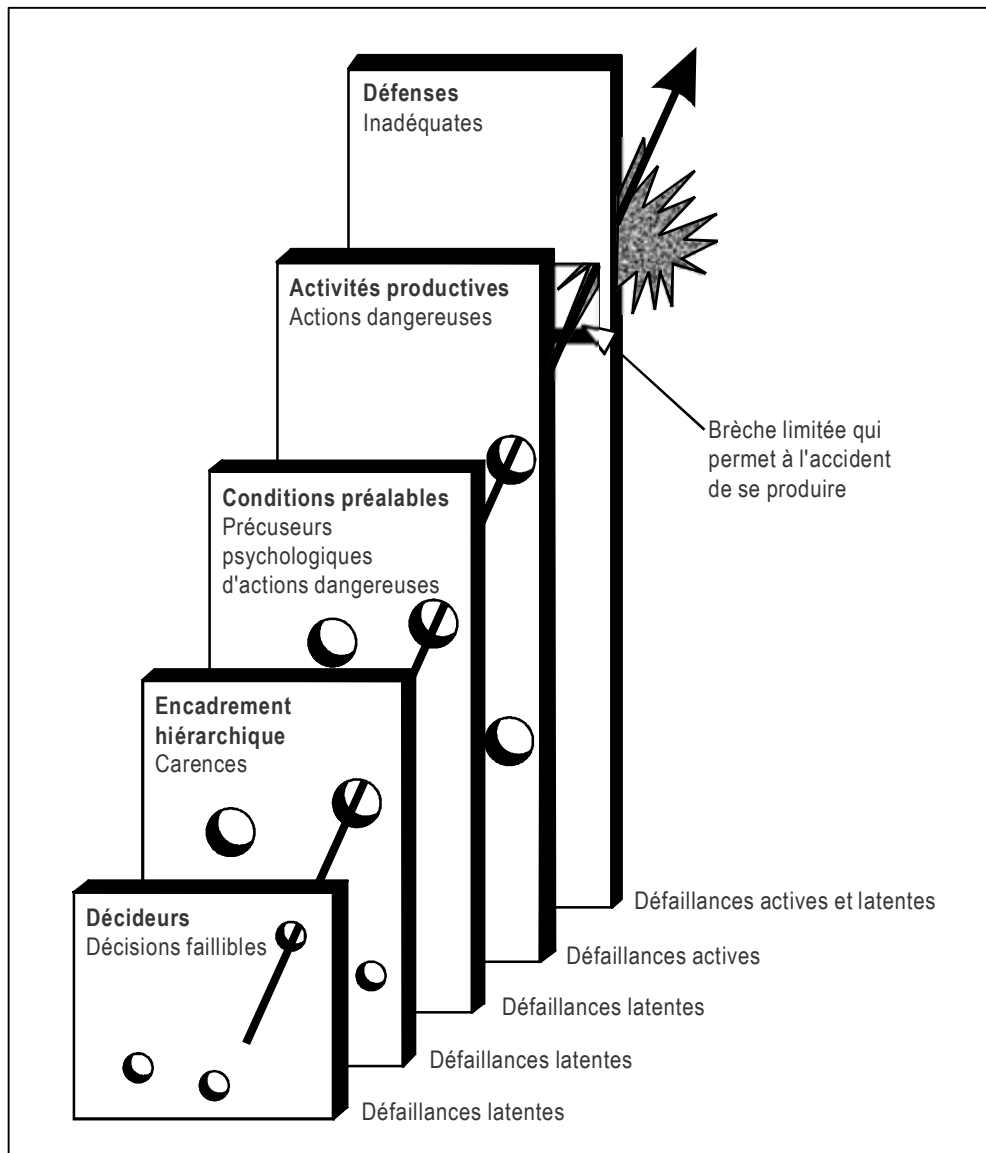 Défenses
Inadéquates
Activités productives
Actions dangereuses
Brèche limitée qui
permet à l'accident
de se produire
Conditions préalables
Précuseurs
psychologiques
d'actions dangereuses
Encadrement
hiérarchique
Carences
Décideurs
Décisions faillibles
Défaillances actives et latentes
Défaillances actives
Défaillances latentes
Défaillances latentes
Défaillances latentes